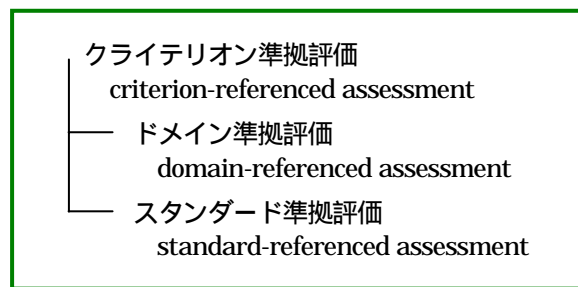 クライテリオン準拠評価
criterion-referenced assessment
ドメイン準拠評価
domain-referenced assessment
スタンダード準拠評価
standard-referenced assessment